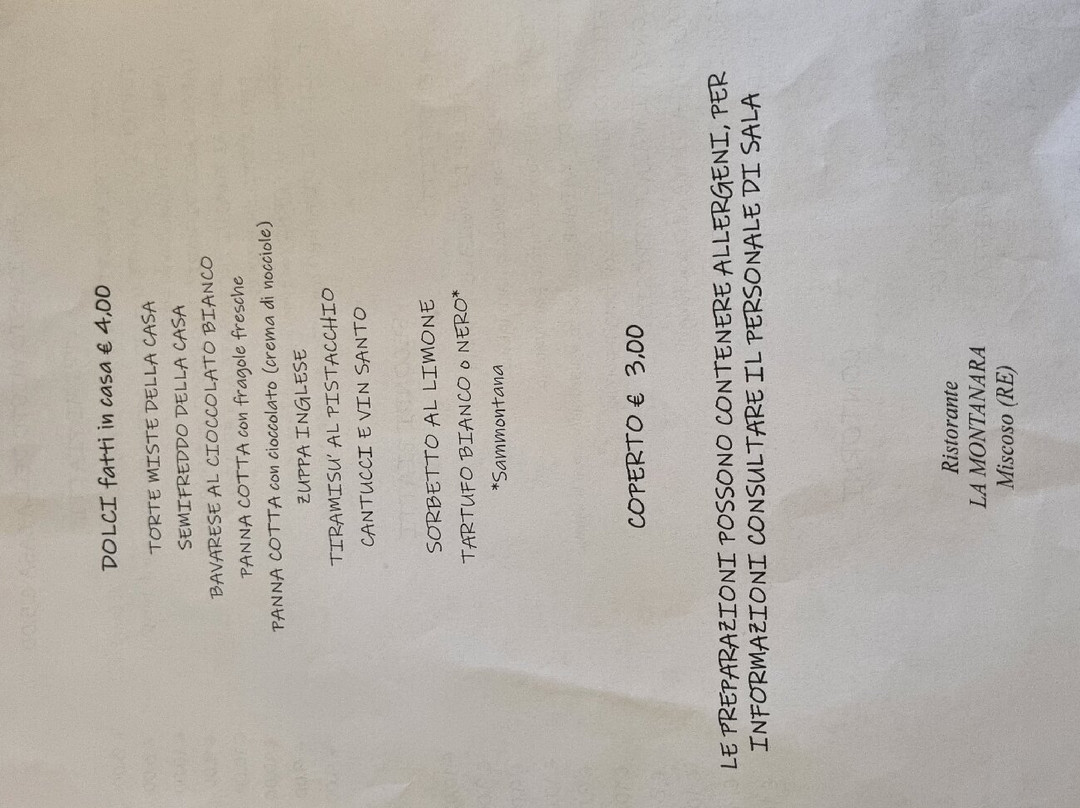 DOLCI fatti in casa € 4,00
TORTE MISTE DELLA CASA
SEMIFREDDO DELLA CASA
BAVARESE AL CIOCCOLATO BIANCO
PANNA COTTA con fragole fresche
PANNA COTTA con cioccolato (crema di nocciole)
ZUPPA INGLESE
TIRAMISU' AL PISTACCHIO
CANTUCCI E VIN SANTO
SORBETTO AL LIMONE
TARTUFO BIANCO o NERO*
*Sammontana
COPERTO € 3,00
LE PREPARAZIONI POSSONO CONTENERE ALLERGENI, PER
INFORMAZIONI CONSULTARE IL PERSONALE DI SALA
Ristorante
LA MONTANARA
Miscoso (RE)